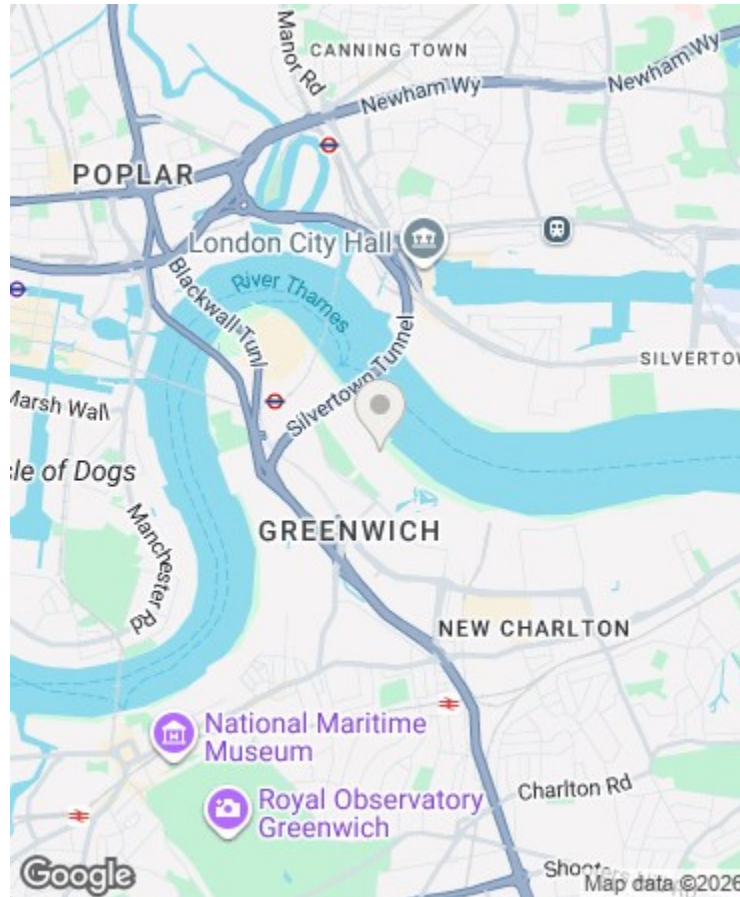 CANNING TOWN
Manor Rd
Newham Wy
Newham Wy
POPLAR
London City Hall
River Thames
Blackwall Tunl
Silvertown Tunnel
SILVERTOW
Marsh Wall
sle of Dogs
Manchester
Rd
GREENWICH
NEW CHARLTON
National Maritime
Museum
Royal Observatory
Greenwich
Charlton Rd
Google
Map data ©2026